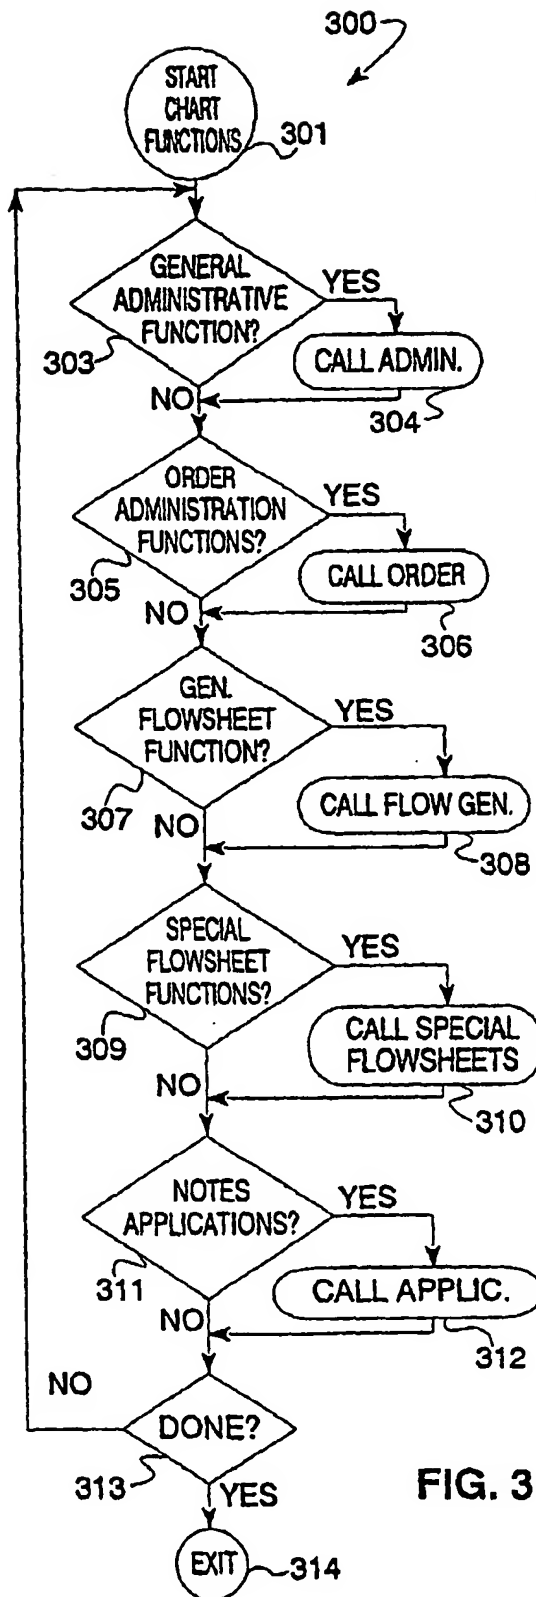 300
START
CHART
FUNCTIONS
301
GENERAL
ADMINISTRATIVE
FUNCTION?
303
YES
CALL ADMIN.
304
NO
ORDER
ADMINISTRATION
FUNCTIONS?
305
YES
CALL ORDER
306
NO
GEN.
FLOWSHEET
FUNCTION?
307
YES
CALL FLOW GEN.
308
NO
SPECIAL
FLOWSHEET
FUNCTIONS?
309
YES
CALL SPECIAL
FLOWSHEETS
310
NO
NOTES
APPLICATIONS?
311
YES
CALL APPLIC.
312
NO
NO
DONE?
313
YES
FIG. 3
EXIT
314